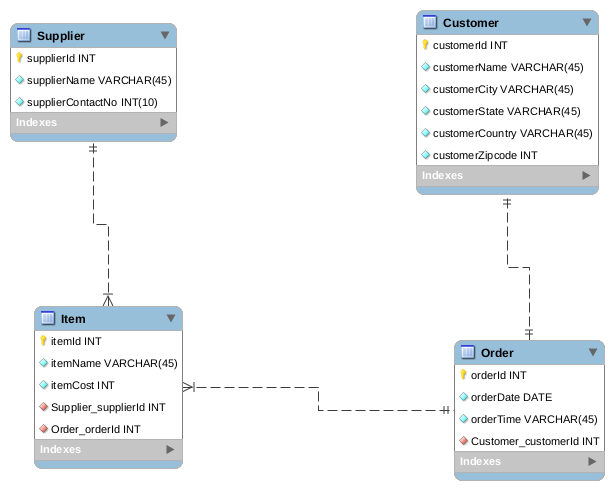 Supplier
supplierId INT
supplierName VARCHAR(45)
supplierContactNo INT(10)
Indexes
Customer
customerId INT
customerName VARCHAR(45)
customerCity VARCHAR(45)
customerState VARCHAR(45)
customerCountry VARCHAR(45)
customerZipcode INT
Indexes
Item
itemId INT
itemName VARCHAR(45)
itemCost INT
Supplier_supplierId INT
Order_orderId INT
Indexes
Order
orderId INT
orderDate DATE
orderTime VARCHAR(45)
Customer_customerId INT
Indexes